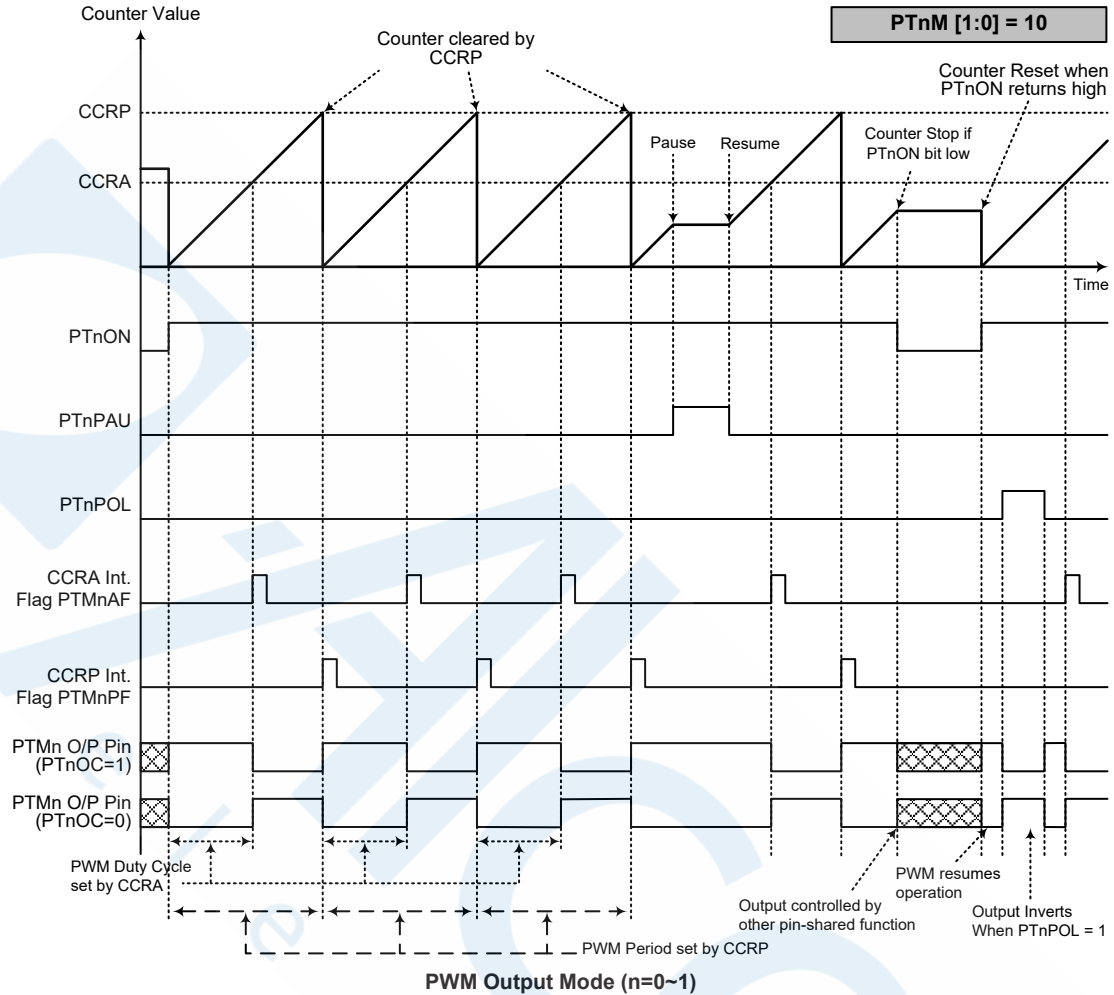 Counter Value
PTnM [1:0] = 10
Counter cleared by
CCRP
Counter Reset when
PTnON returns high
CCRP
Pause
Resume
Counter Stop if
PTnON bit low
CCRA
Time
PTnON
PTnPAU
PTnPOL
CCRA Int.
Flag PTMnAF
CCRP Int.
Flag PTMnPF
PTMn O/P Pin
(PTnOC=1)
PTMn O/P Pin
(PTnOC=0)
PWM Duty Cycle
set by CCRA
PWM resumes
operation
Output controlled by
other pin-shared function
Output Inverts
When PTnPOL = 1
PWM Period set by CCRP
PWM Output Mode (n=0~1)